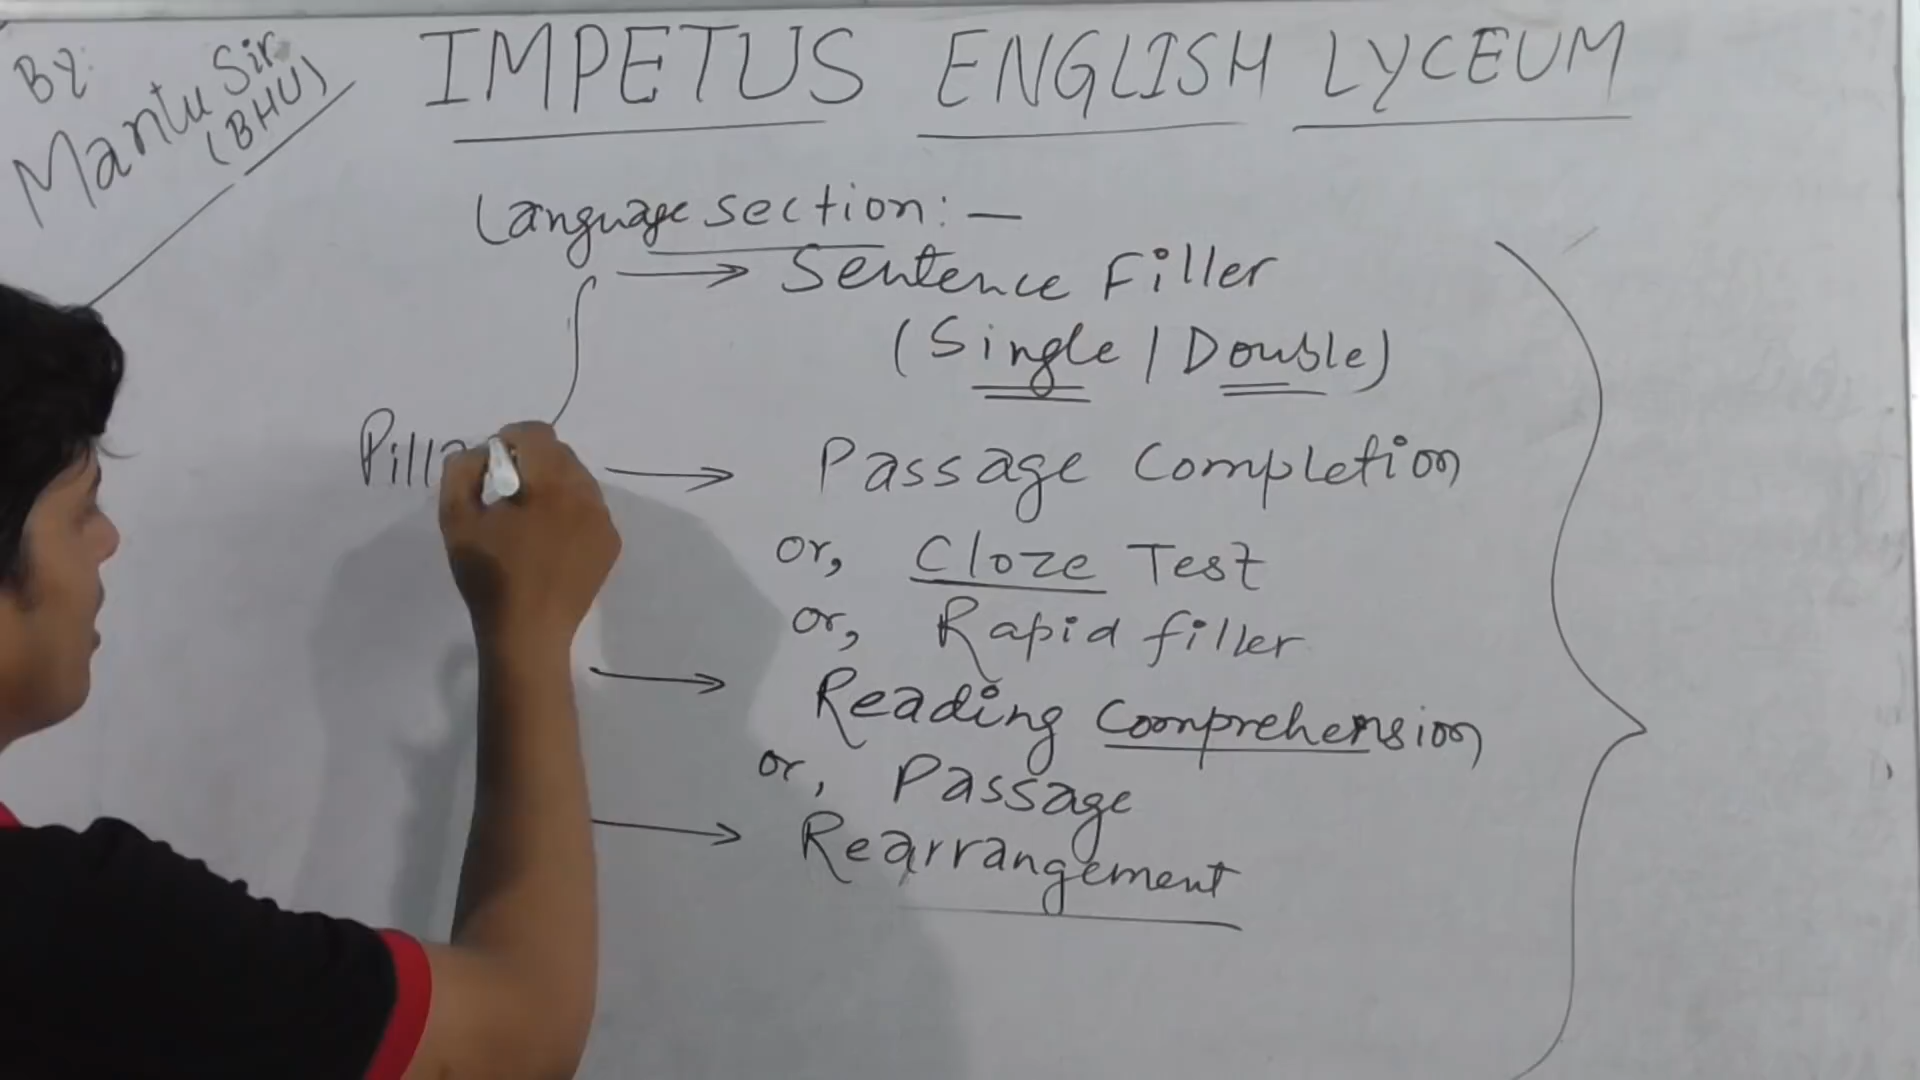 By:
Mantu Sir
(BHU)
IMPETUS ENGLISH LYCEUM
Language section: —
→ Sentence Filler
(Single / Double)
→ Passage Completion
or, Cloze Test
or, Rapid filler
→ Reading Comprehension
or, Passage
→ Rearrangement